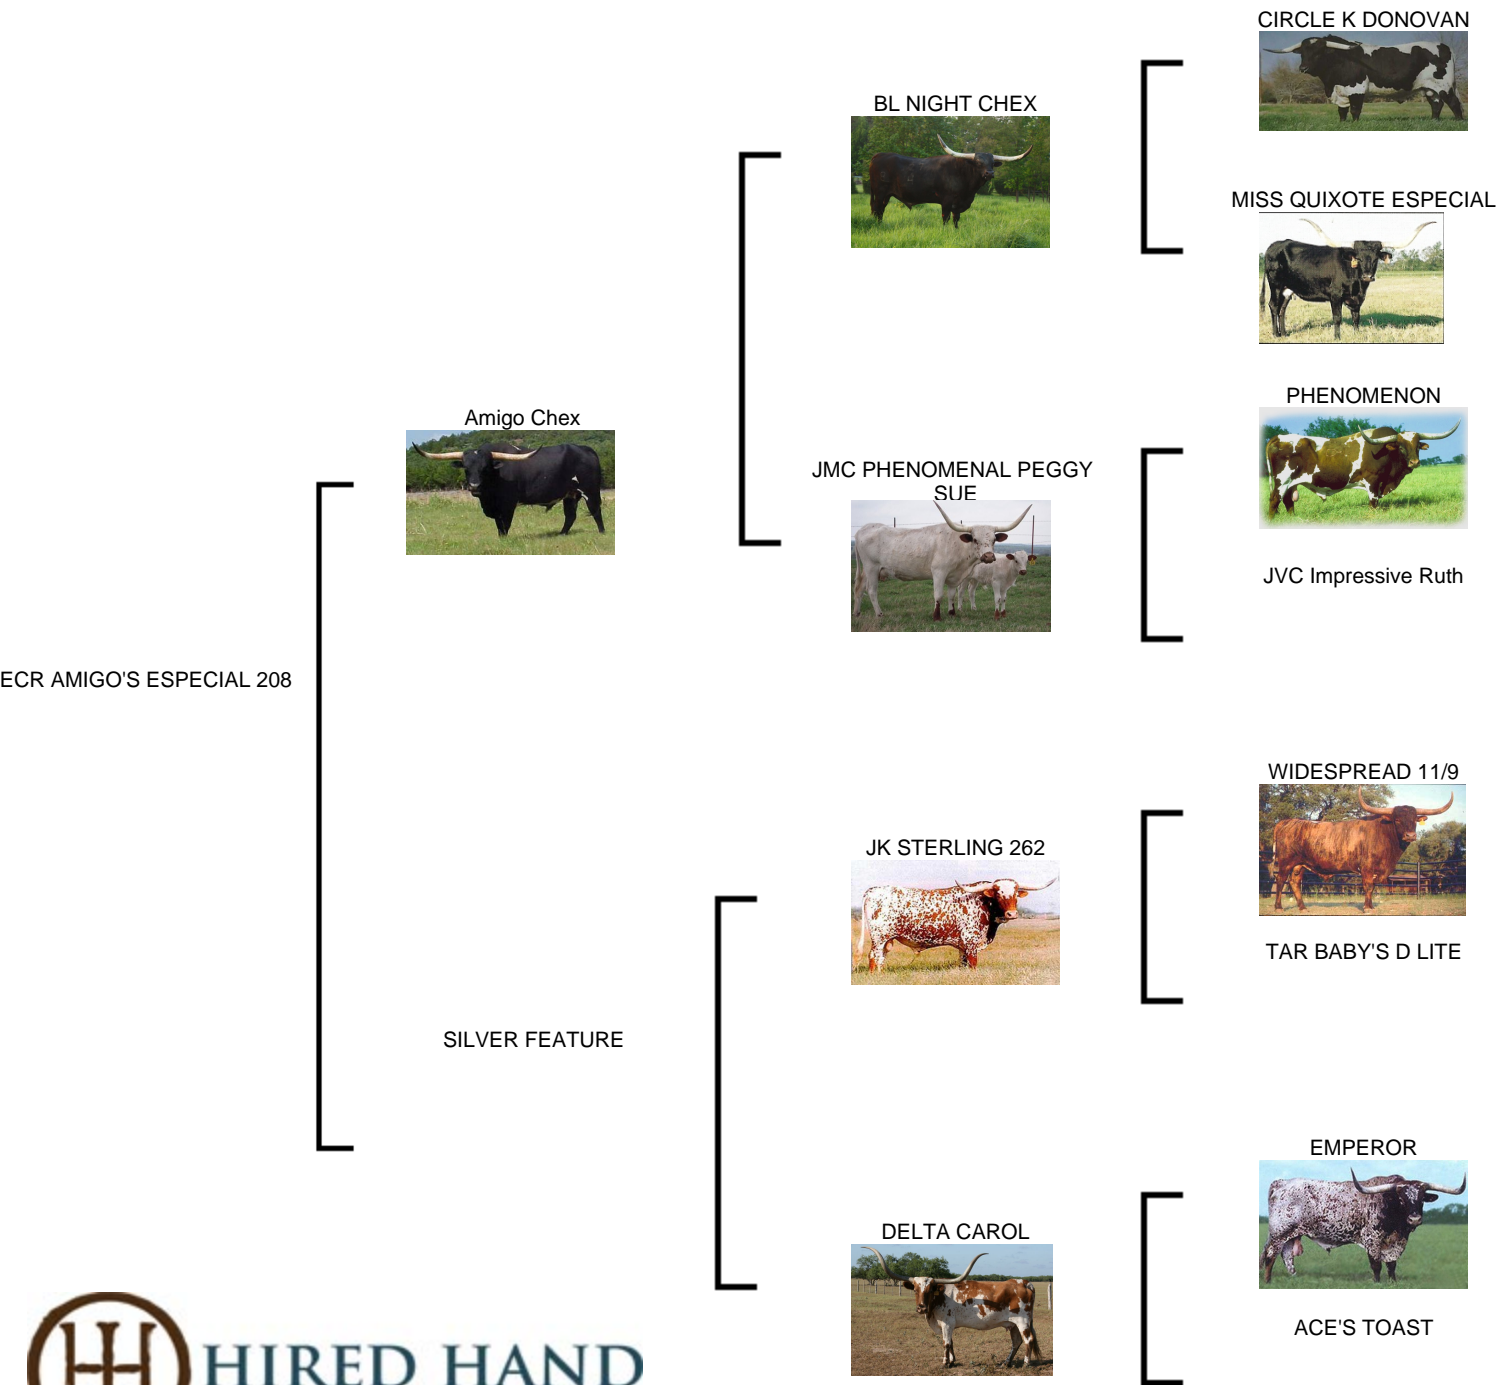 CIRCLE K DONOVAN
BL NIGHT CHEX
MISS QUIXOTE ESPECIAL
PHENOMENON
Amigo Chex
JMC PHENOMENAL PEGGY
SUE
JVC Impressive Ruth
ECR AMIGO'S ESPECIAL 208
WIDESPREAD 11/9
JK STERLING 262
TAR BABY'S D LITE
SILVER FEATURE
EMPEROR
DELTA CAROL
ACE'S TOAST
HIRED HAND